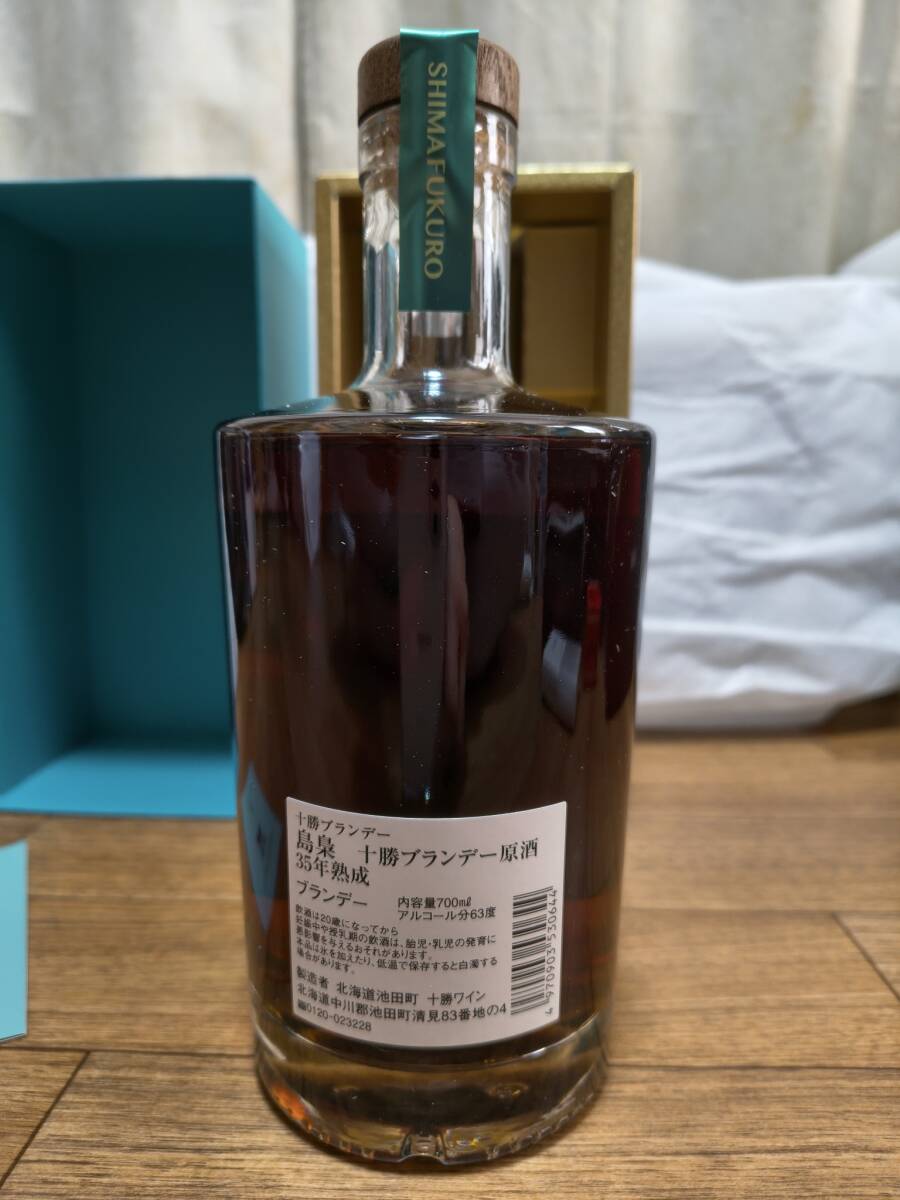 SHIMAFUKURO
十勝ブランデー
島梟　十勝ブランデー原酒
35年熟成
ブランデー
内容量700mℓ
アルコール分63度
飲酒は20歳になってから
妊娠中や授乳期の飲酒は、胎児・乳児の発育に
悪影響を与えるおそれがあります。
本品は氷を加えたり、低温で保存すると白濁する
場合があります。
製造者 北海道池田町 十勝ワイン
北海道中川郡池田町清見83番地の4
0120-023228
4 970903 530644